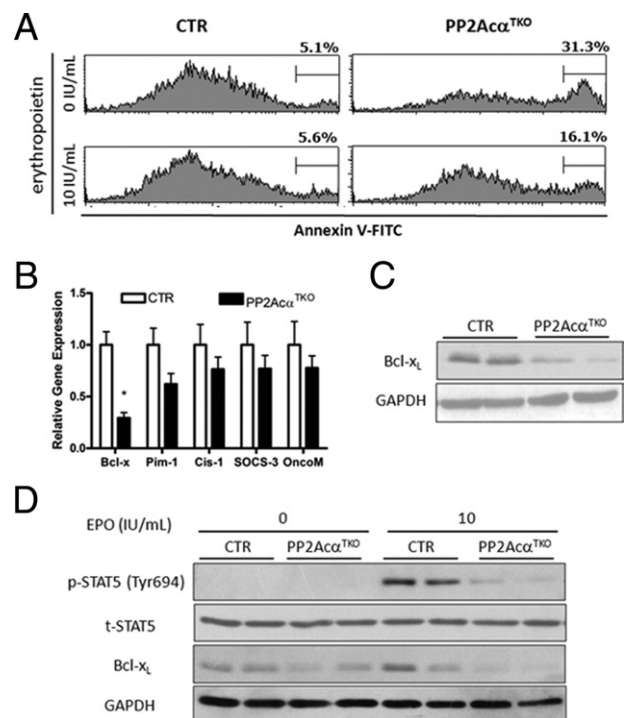 A
CTR
PP2Acα^TKO
erythropoietin
0 IU/mL
5.1%
31.3%
10 IU/mL
5.6%
16.1%
Annexin V-FITC
B
CTR
PP2Acα^TKO
Relative Gene Expression
1.5
1.0
0.5
0.0
*
Bcl-x Pim-1 Cis-1 SOCS-3 OncoM
C
CTR PP2Acα^TKO
Bcl-x_L
GAPDH
D
EPO (IU/mL) 0 10
CTR PP2Acα^TKO CTR PP2Acα^TKO
p-STAT5 (Tyr694)
t-STAT5
Bcl-x_L
GAPDH